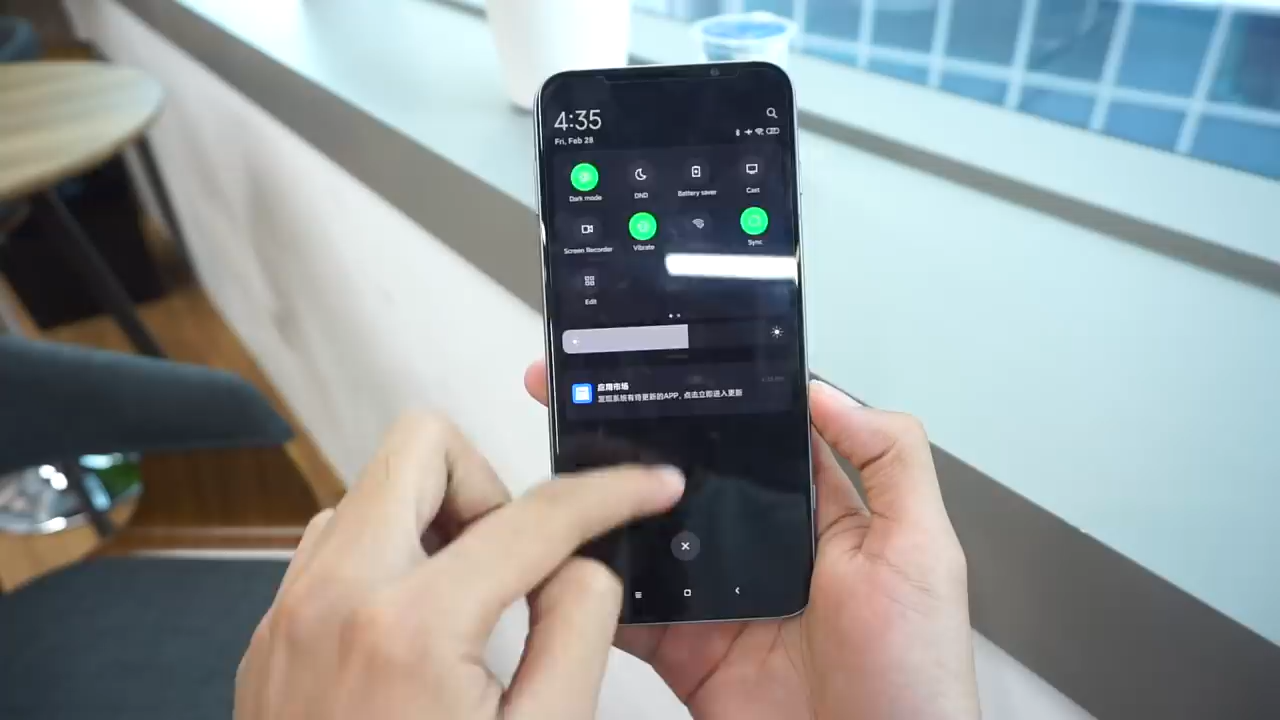 4:35
Fri, Feb 28
Dark mode
DND
Battery saver
Cast
Screen Recorder
Vibrate
Sync
Edit
应用市场
发现系统有待更新的APP，点击立即进入更新